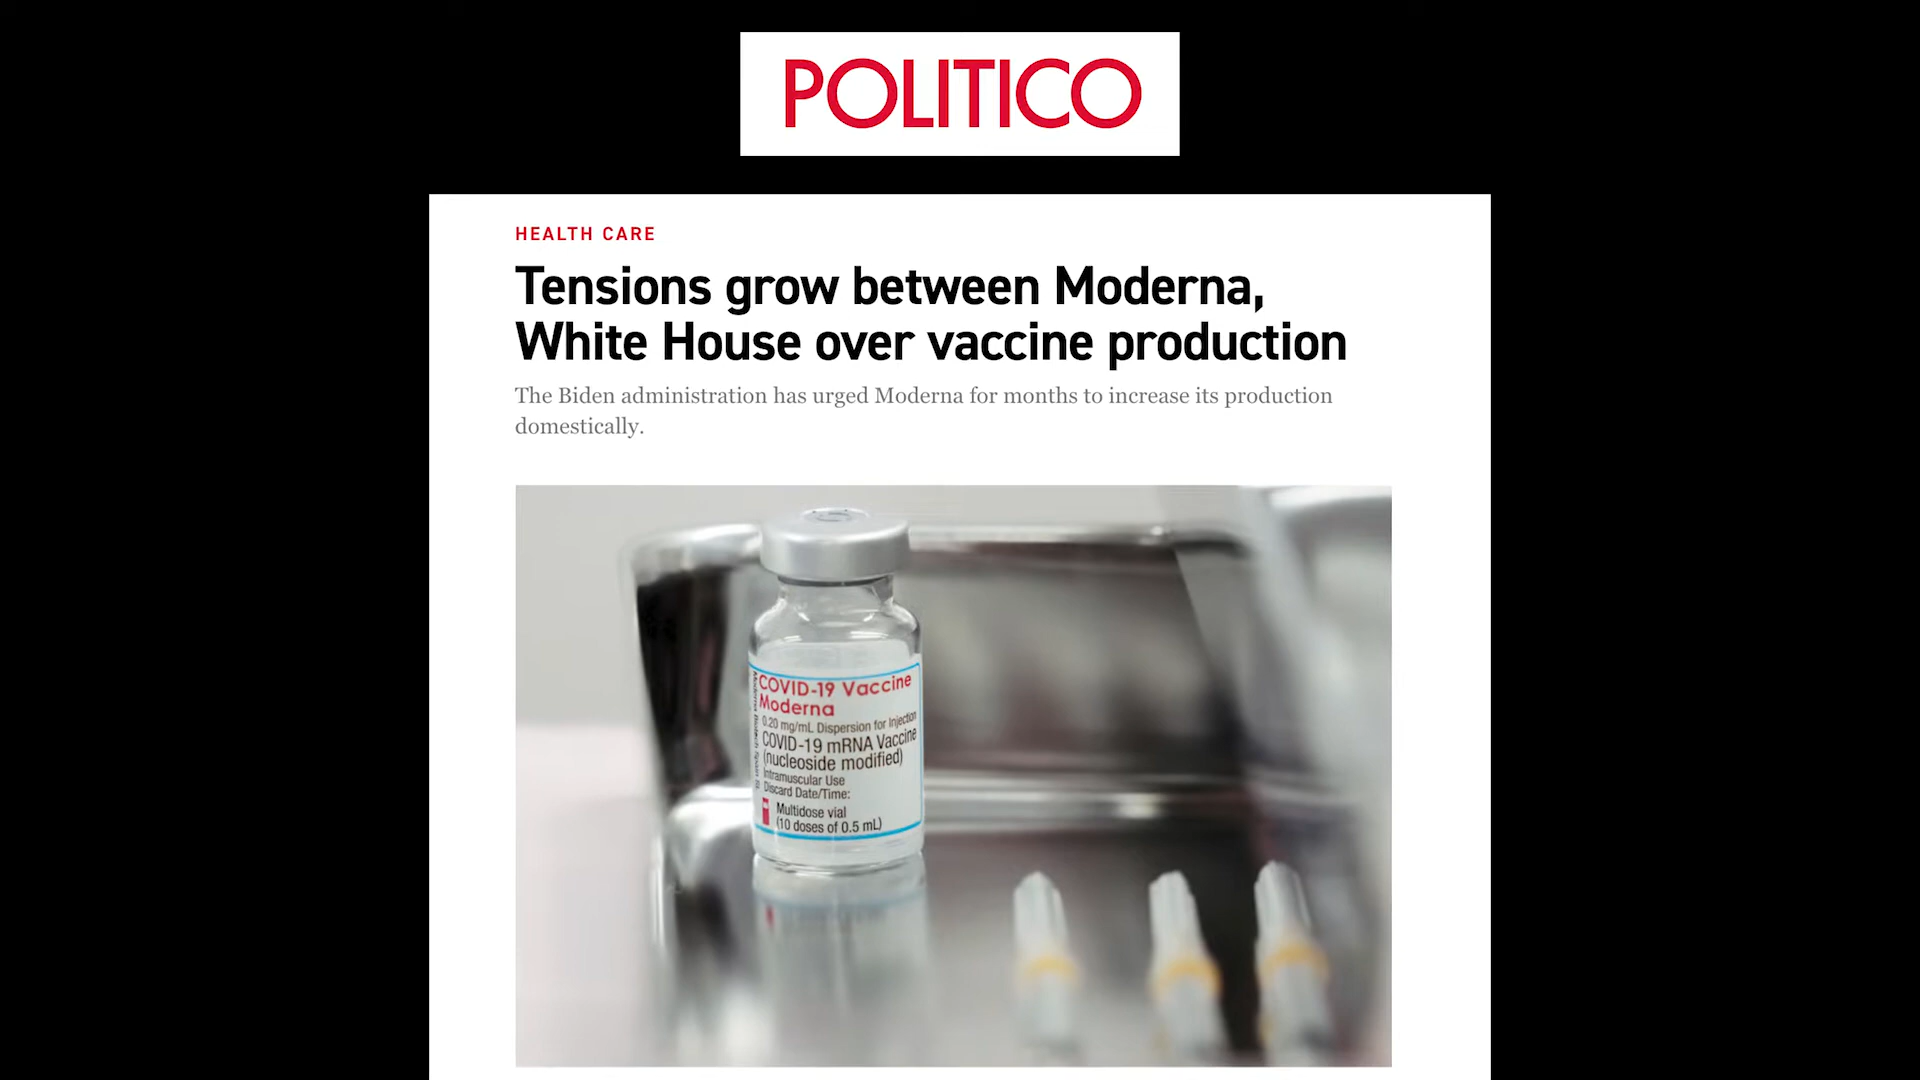 POLITICO
HEALTH CARE
Tensions grow between Moderna,
White House over vaccine production
The Biden administration has urged Moderna for months to increase its production
domestically.
COVID-19 Vaccine
Moderna
0.20 mg/mL Dispersion for Injection
COVID-19 mRNA Vaccine
(nucleoside modified)
Intramuscular Use
Discard Date/Time:
Multidose vial
(10 doses of 0.5 mL)